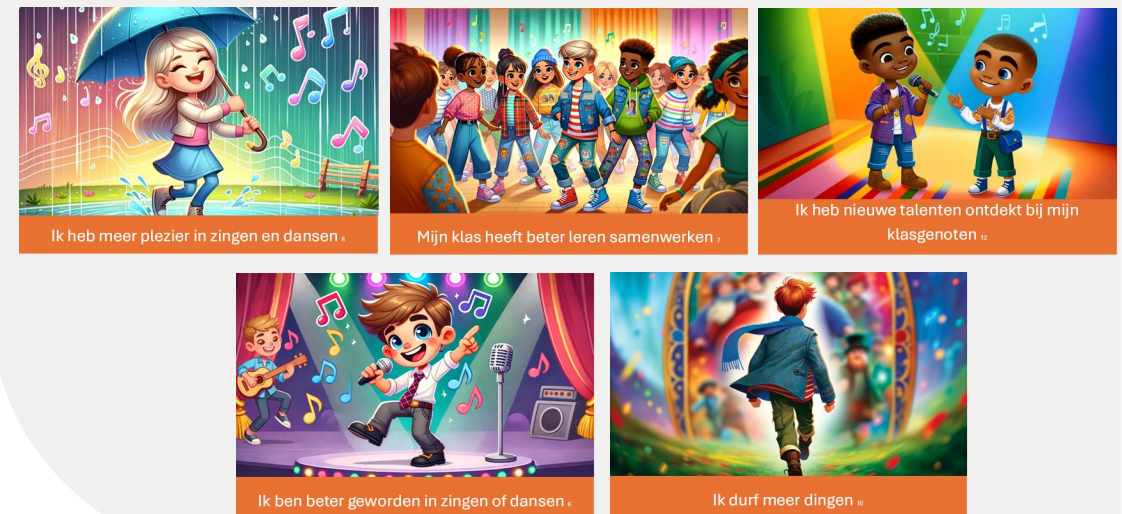 Ik heb meer plezier in zingen en dansen 8
Mijn klas heeft beter leren samenwerken 7
Ik heb nieuwe talenten ontdekt bij mijn
klasgenoten 12
Ik ben beter geworden in zingen of dansen 6
Ik durf meer dingen 10